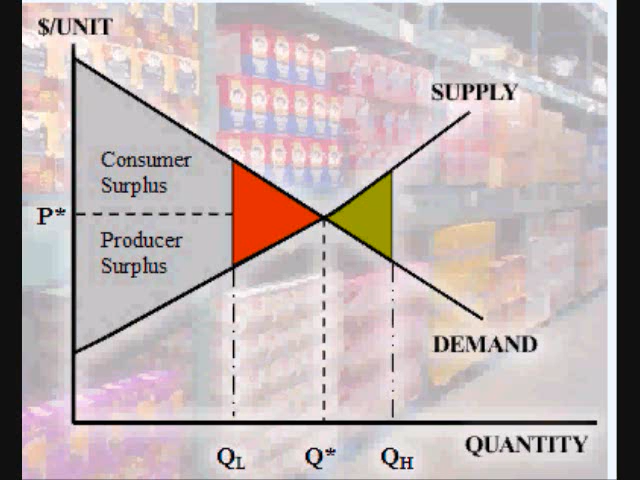 $/UNIT
SUPPLY
Consumer
Surplus
P*
Producer
Surplus
DEMAND
QUANTITY
QL Q* QH